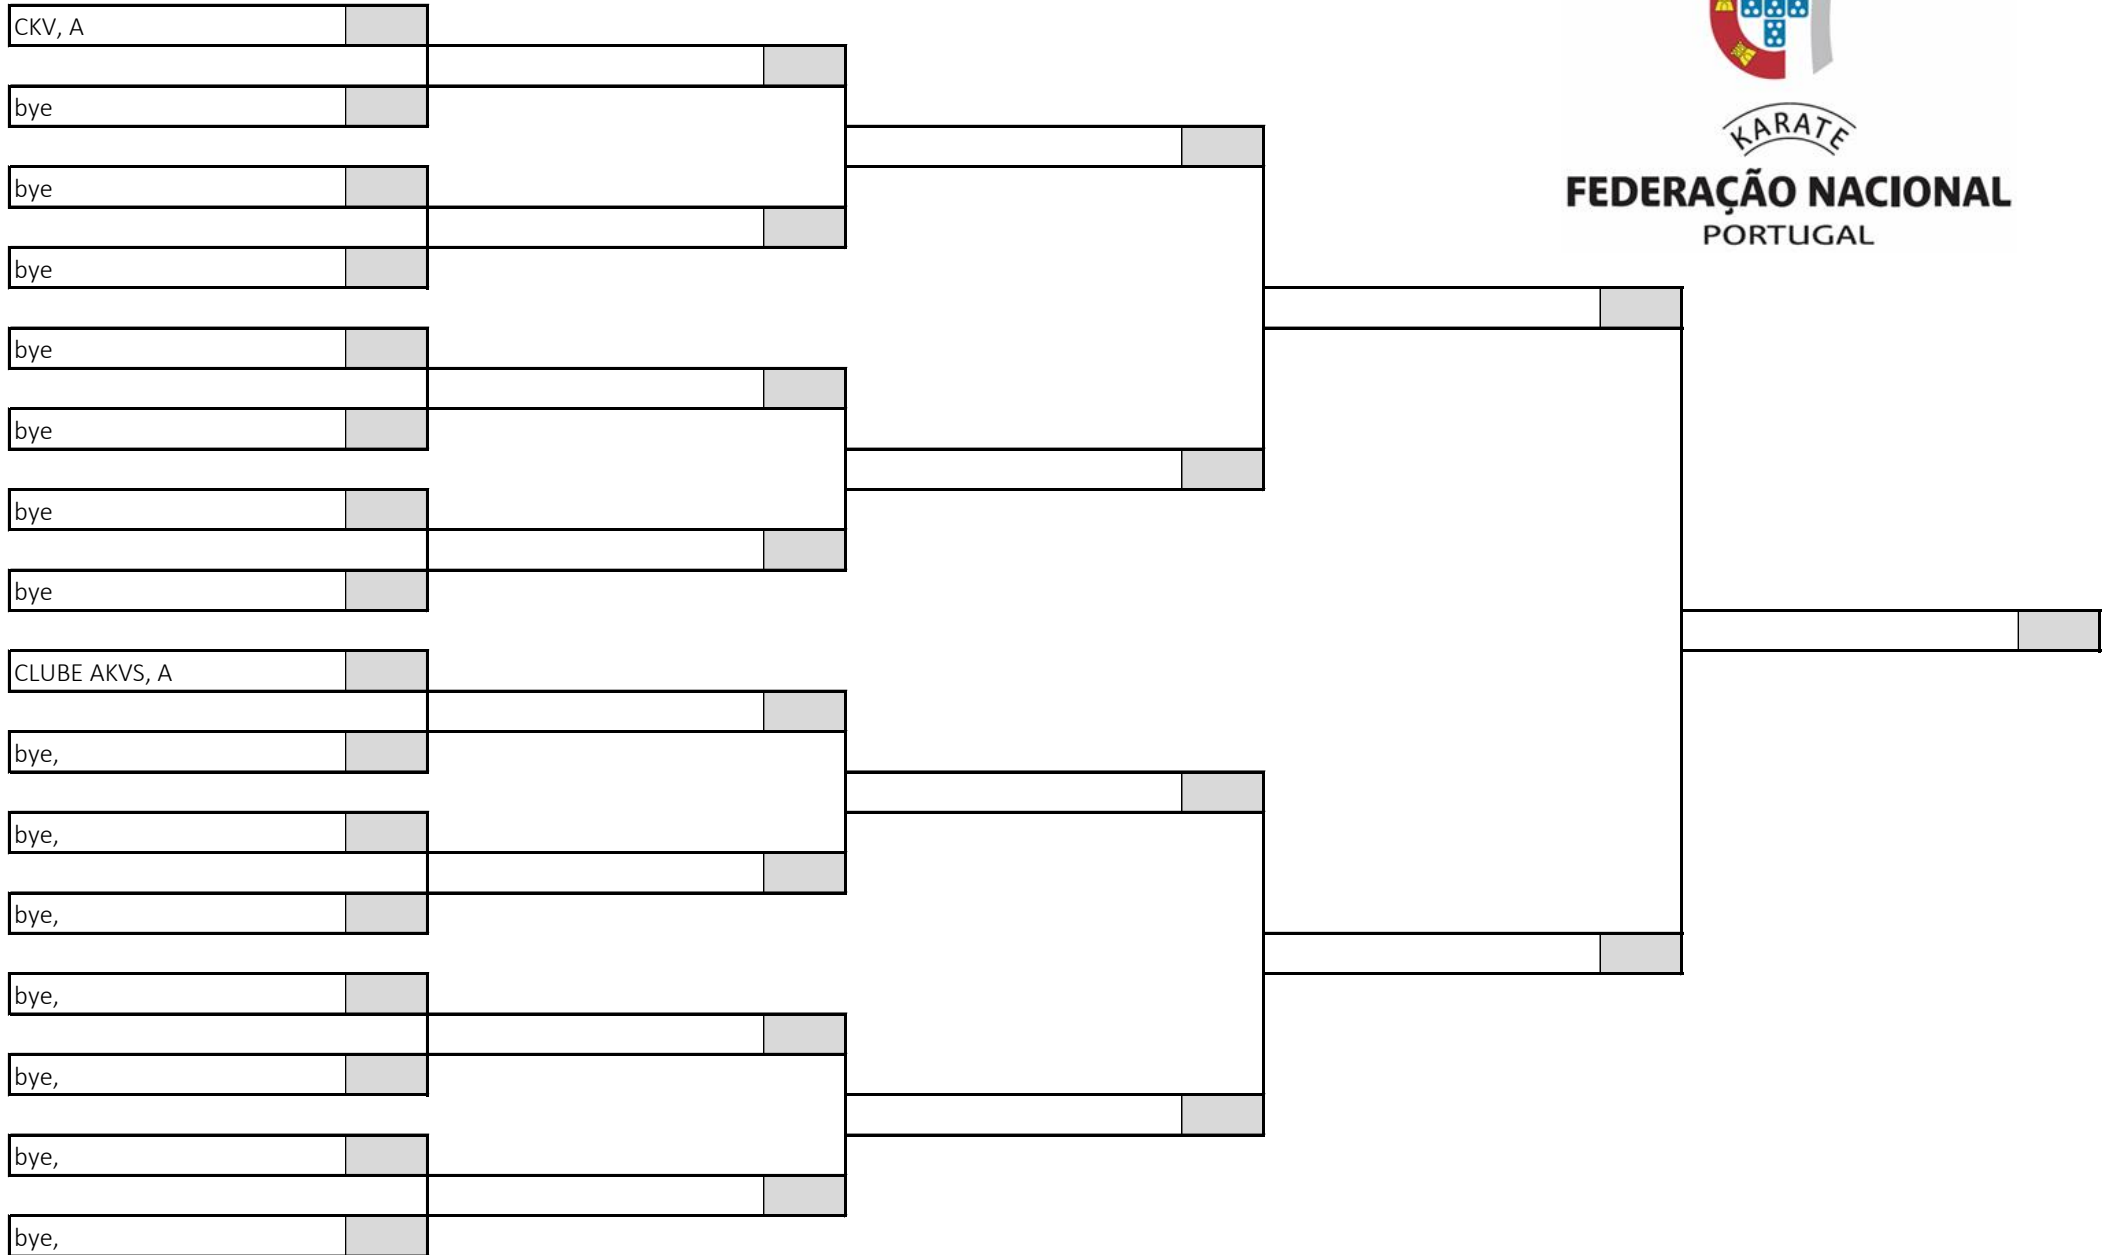 CKV, A
bye
bye
bye
bye
bye
bye
bye
CLUBE AKVS, A
bye,
bye,
bye,
bye,
bye,
bye,
bye,
KARATE
FEDERAÇÃO NACIONAL
PORTUGAL